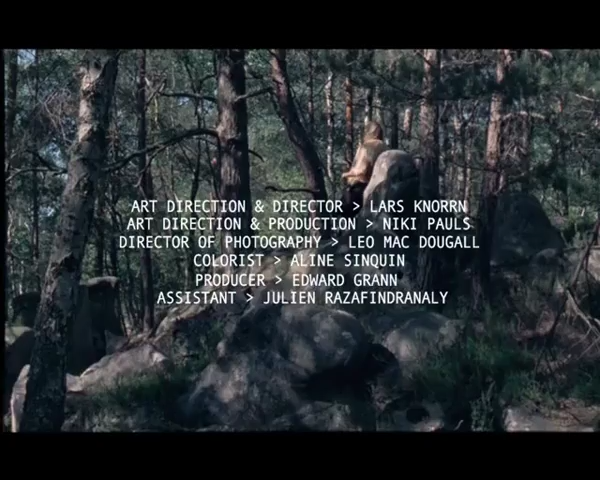 ART DIRECTION & DIRECTOR > LARS KNORRN
ART DIRECTION & PRODUCTION > NIKI PAULS
DIRECTOR OF PHOTOGRAPHY > LEO MAC DOUGALL
COLORIST > ALINE SINQUIN
PRODUCER > EDWARD GRANN
ASSISTANT > JULIEN RAZAFINDRANALY